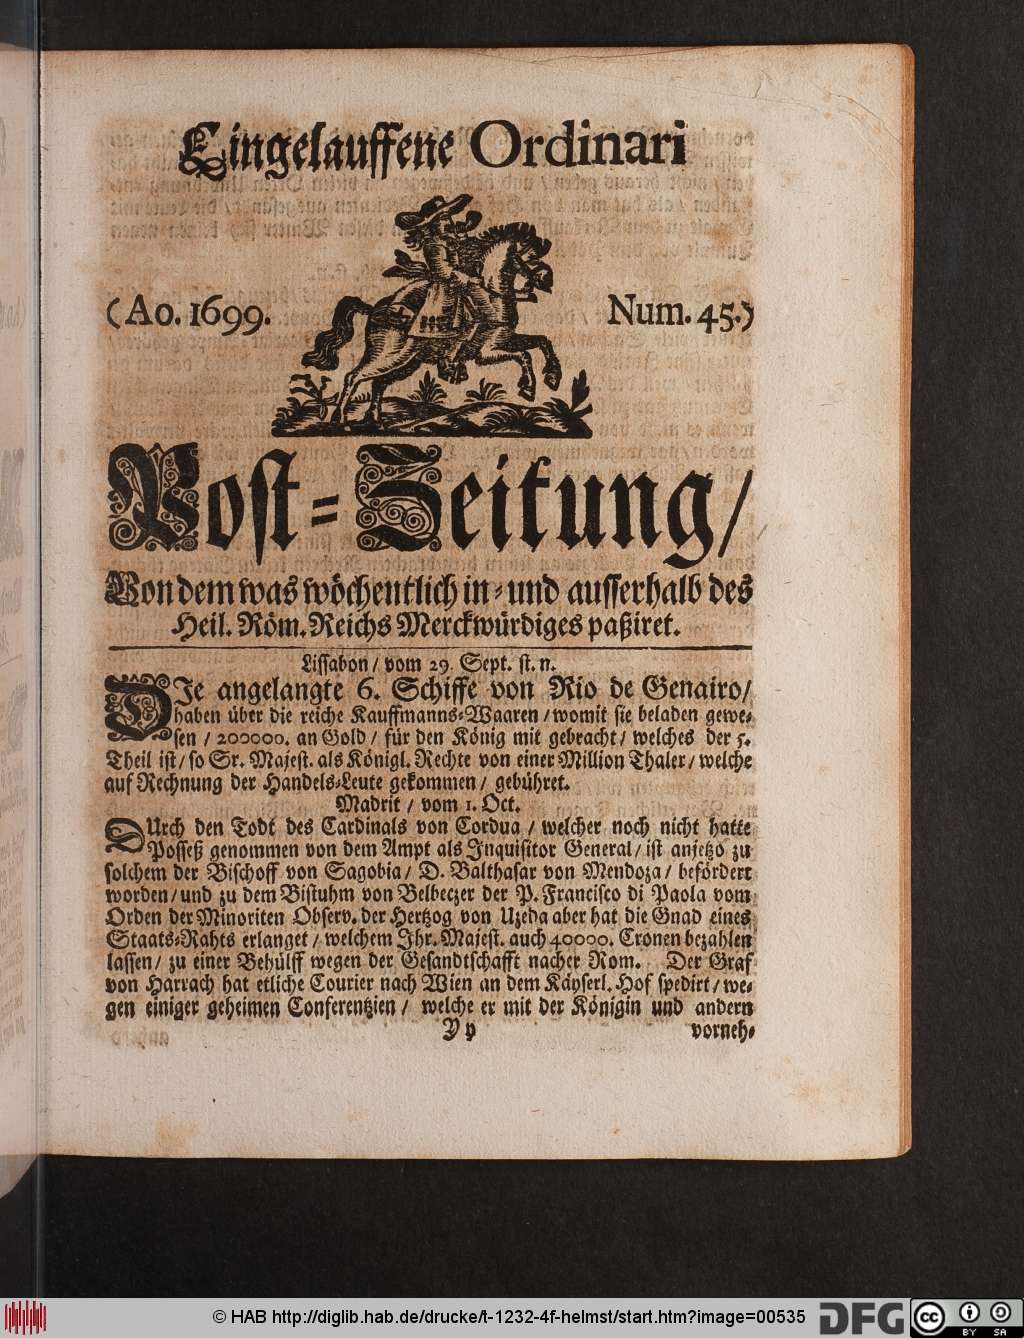 Eingelauffene Ordinari
(Ao. 1699. Num. 45.)
Post-Zeitung/
Von dem was wöchentlich in- und ausserhalb des
Heil. Röm. Reichs Merckwürdiges paßiret.
Lissabon / vom 29. Sept. st. n.
DIe angelangte 6. Schiffe von Rio de Genairo/
haben über die reiche Kauffmanns-Waaren / womit sie beladen gewe-
sen / 200000. an Gold / für den König mit gebracht / welches der 5.
Theil ist / so Sr. Majest. als Königl. Rechte von einer Million Thaler / welche
auf Rechnung der Handels-Leute gekommen / gebühret.
Madrit / vom 1. Oct.
DUrch den Todt des Cardinals von Cordua / welcher noch nicht hatte
Posseß genommen von dem Ampt als Inquisitor General / ist anjetzo zu
solchem der Bischoff von Sagobia / D. Balthasar von Mendoza / befördert
worden / und zu dem Bistuhm von Belbeczer der P. Francisco di Paola vom
Orden der Minoriten Observ. der Hertzog von Uzeda aber hat die Gnad eines
Staats-Rahts erlanget / welchem Ihr. Majest. auch 40000. Cronen bezahlen
lassen / zu einer Behülff wegen der Gesandtschafft nacher Rom. Der Graf
von Harrach hat etliche Courier nach Wien an dem Käyserl. Hof spedirt / we-
gen einiger geheimen Conferentzien / welche er mit der Königin und andern
Yy vorneh-
© HAB http://diglib.hab.de/drucke/t-1232-4f-helmst/start.htm?image=00535
DFG
cc
BY SA